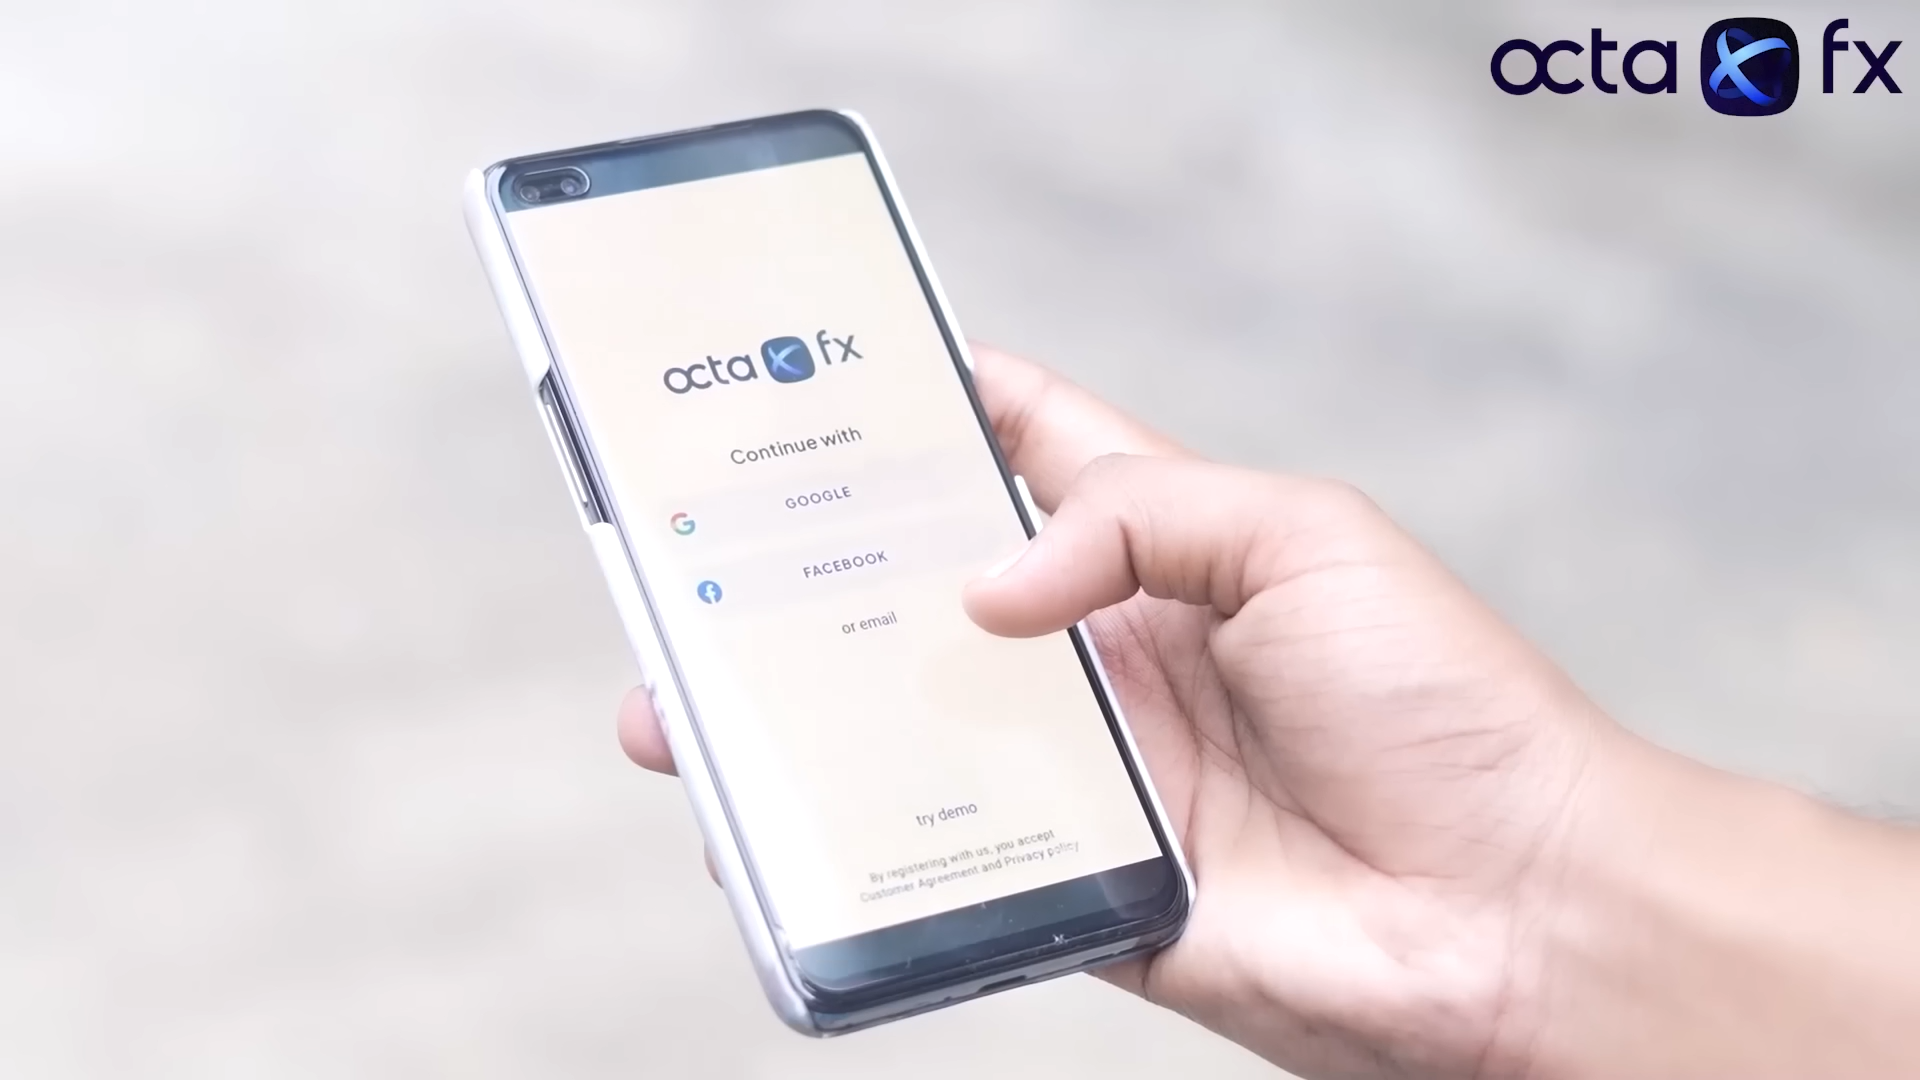 octa fx
octa fx
Continue with
GOOGLE
FACEBOOK
or email
try demo
By registering with us, you accept
Customer Agreement and Privacy policy